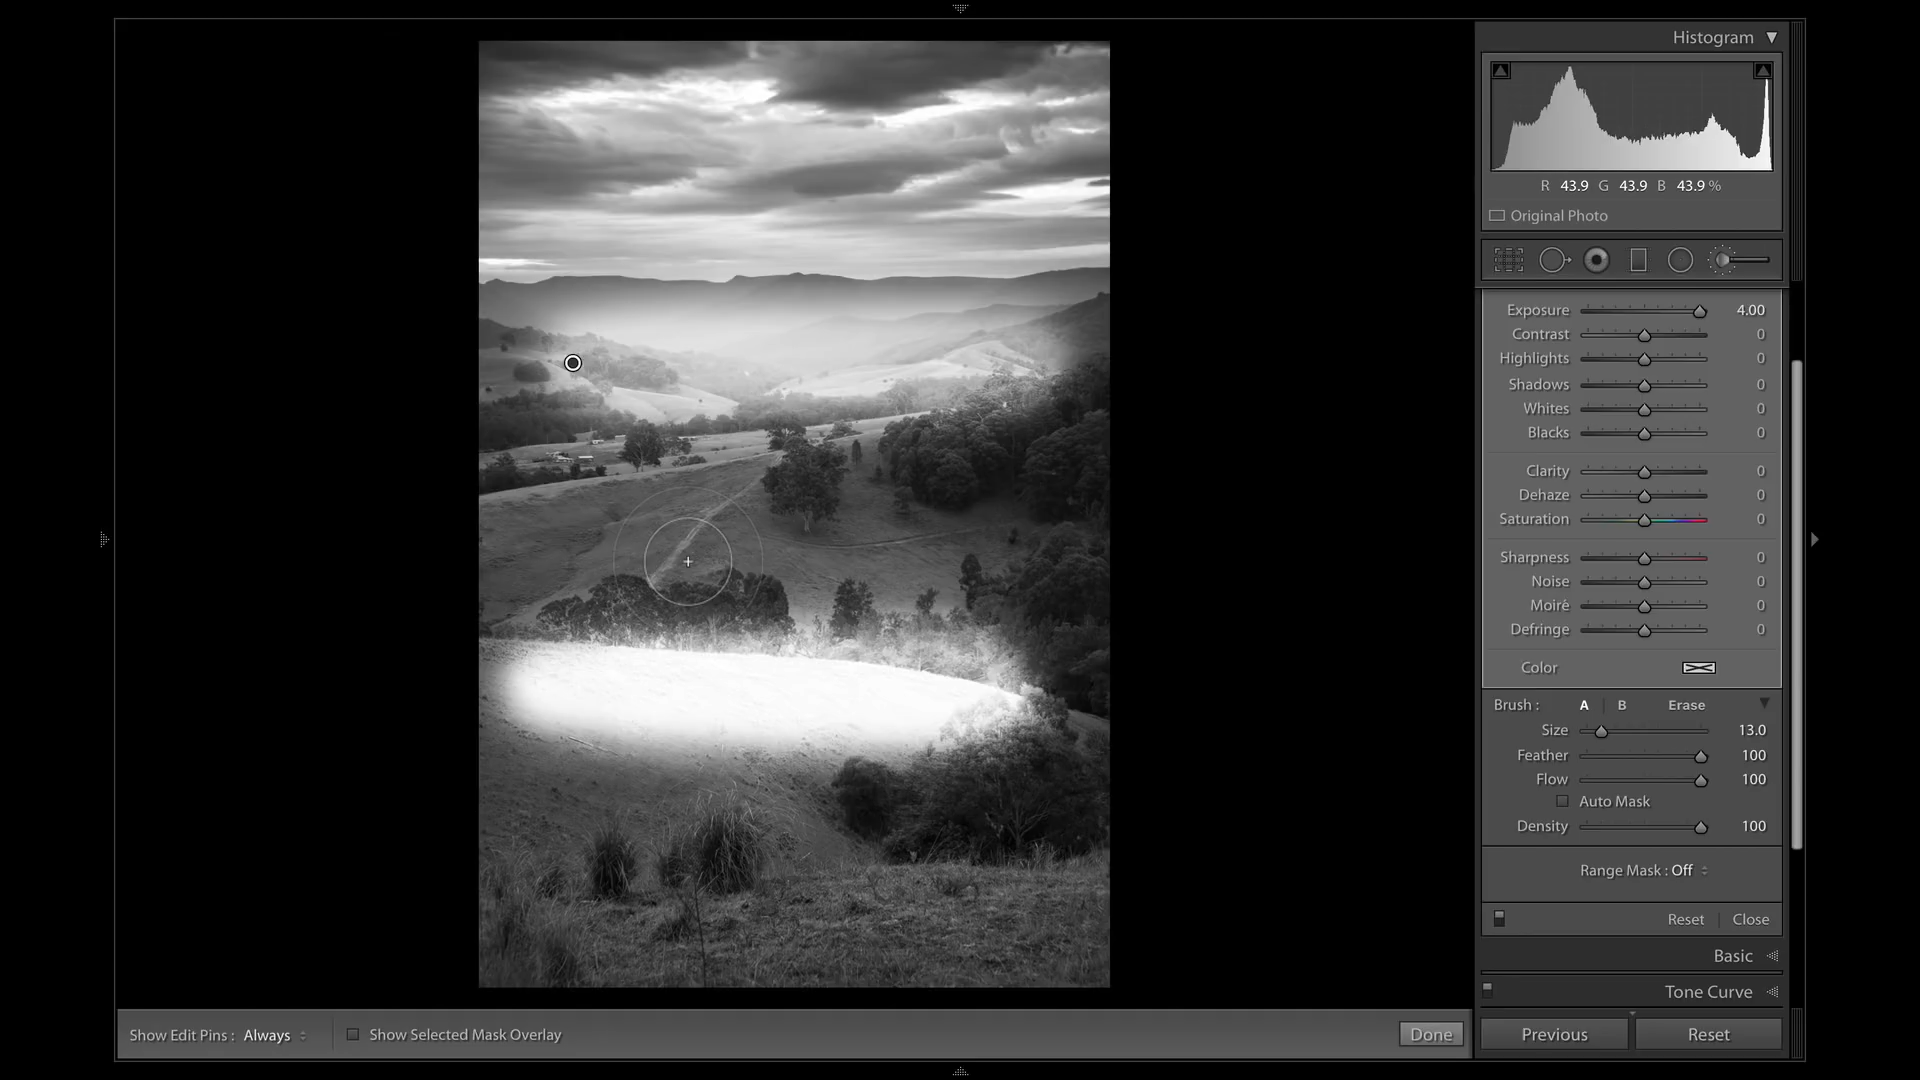 Histogram
R 43.9 G 43.9 B 43.9 %
Original Photo
Exposure 4.00
Contrast 0
Highlights 0
Shadows 0
Whites 0
Blacks 0
Clarity 0
Dehaze 0
Saturation 0
Sharpness 0
Noise 0
Moiré 0
Defringe 0
Color
Brush : A B Erase
Size 13.0
Feather 100
Flow 100
Auto Mask
Density 100
Range Mask : Off
Reset Close
Basic
Tone Curve
Show Edit Pins : Always Show Selected Mask Overlay Done Previous Reset